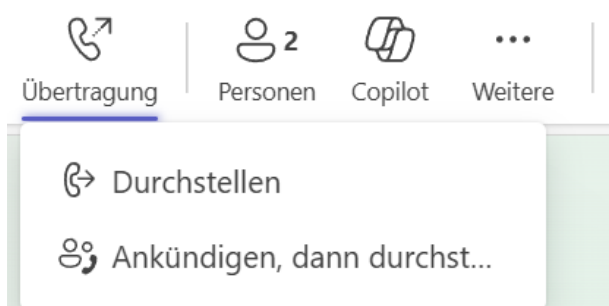 2
Übertragung Personen Copilot Weitere
Durchstellen
Ankündigen, dann durchst...